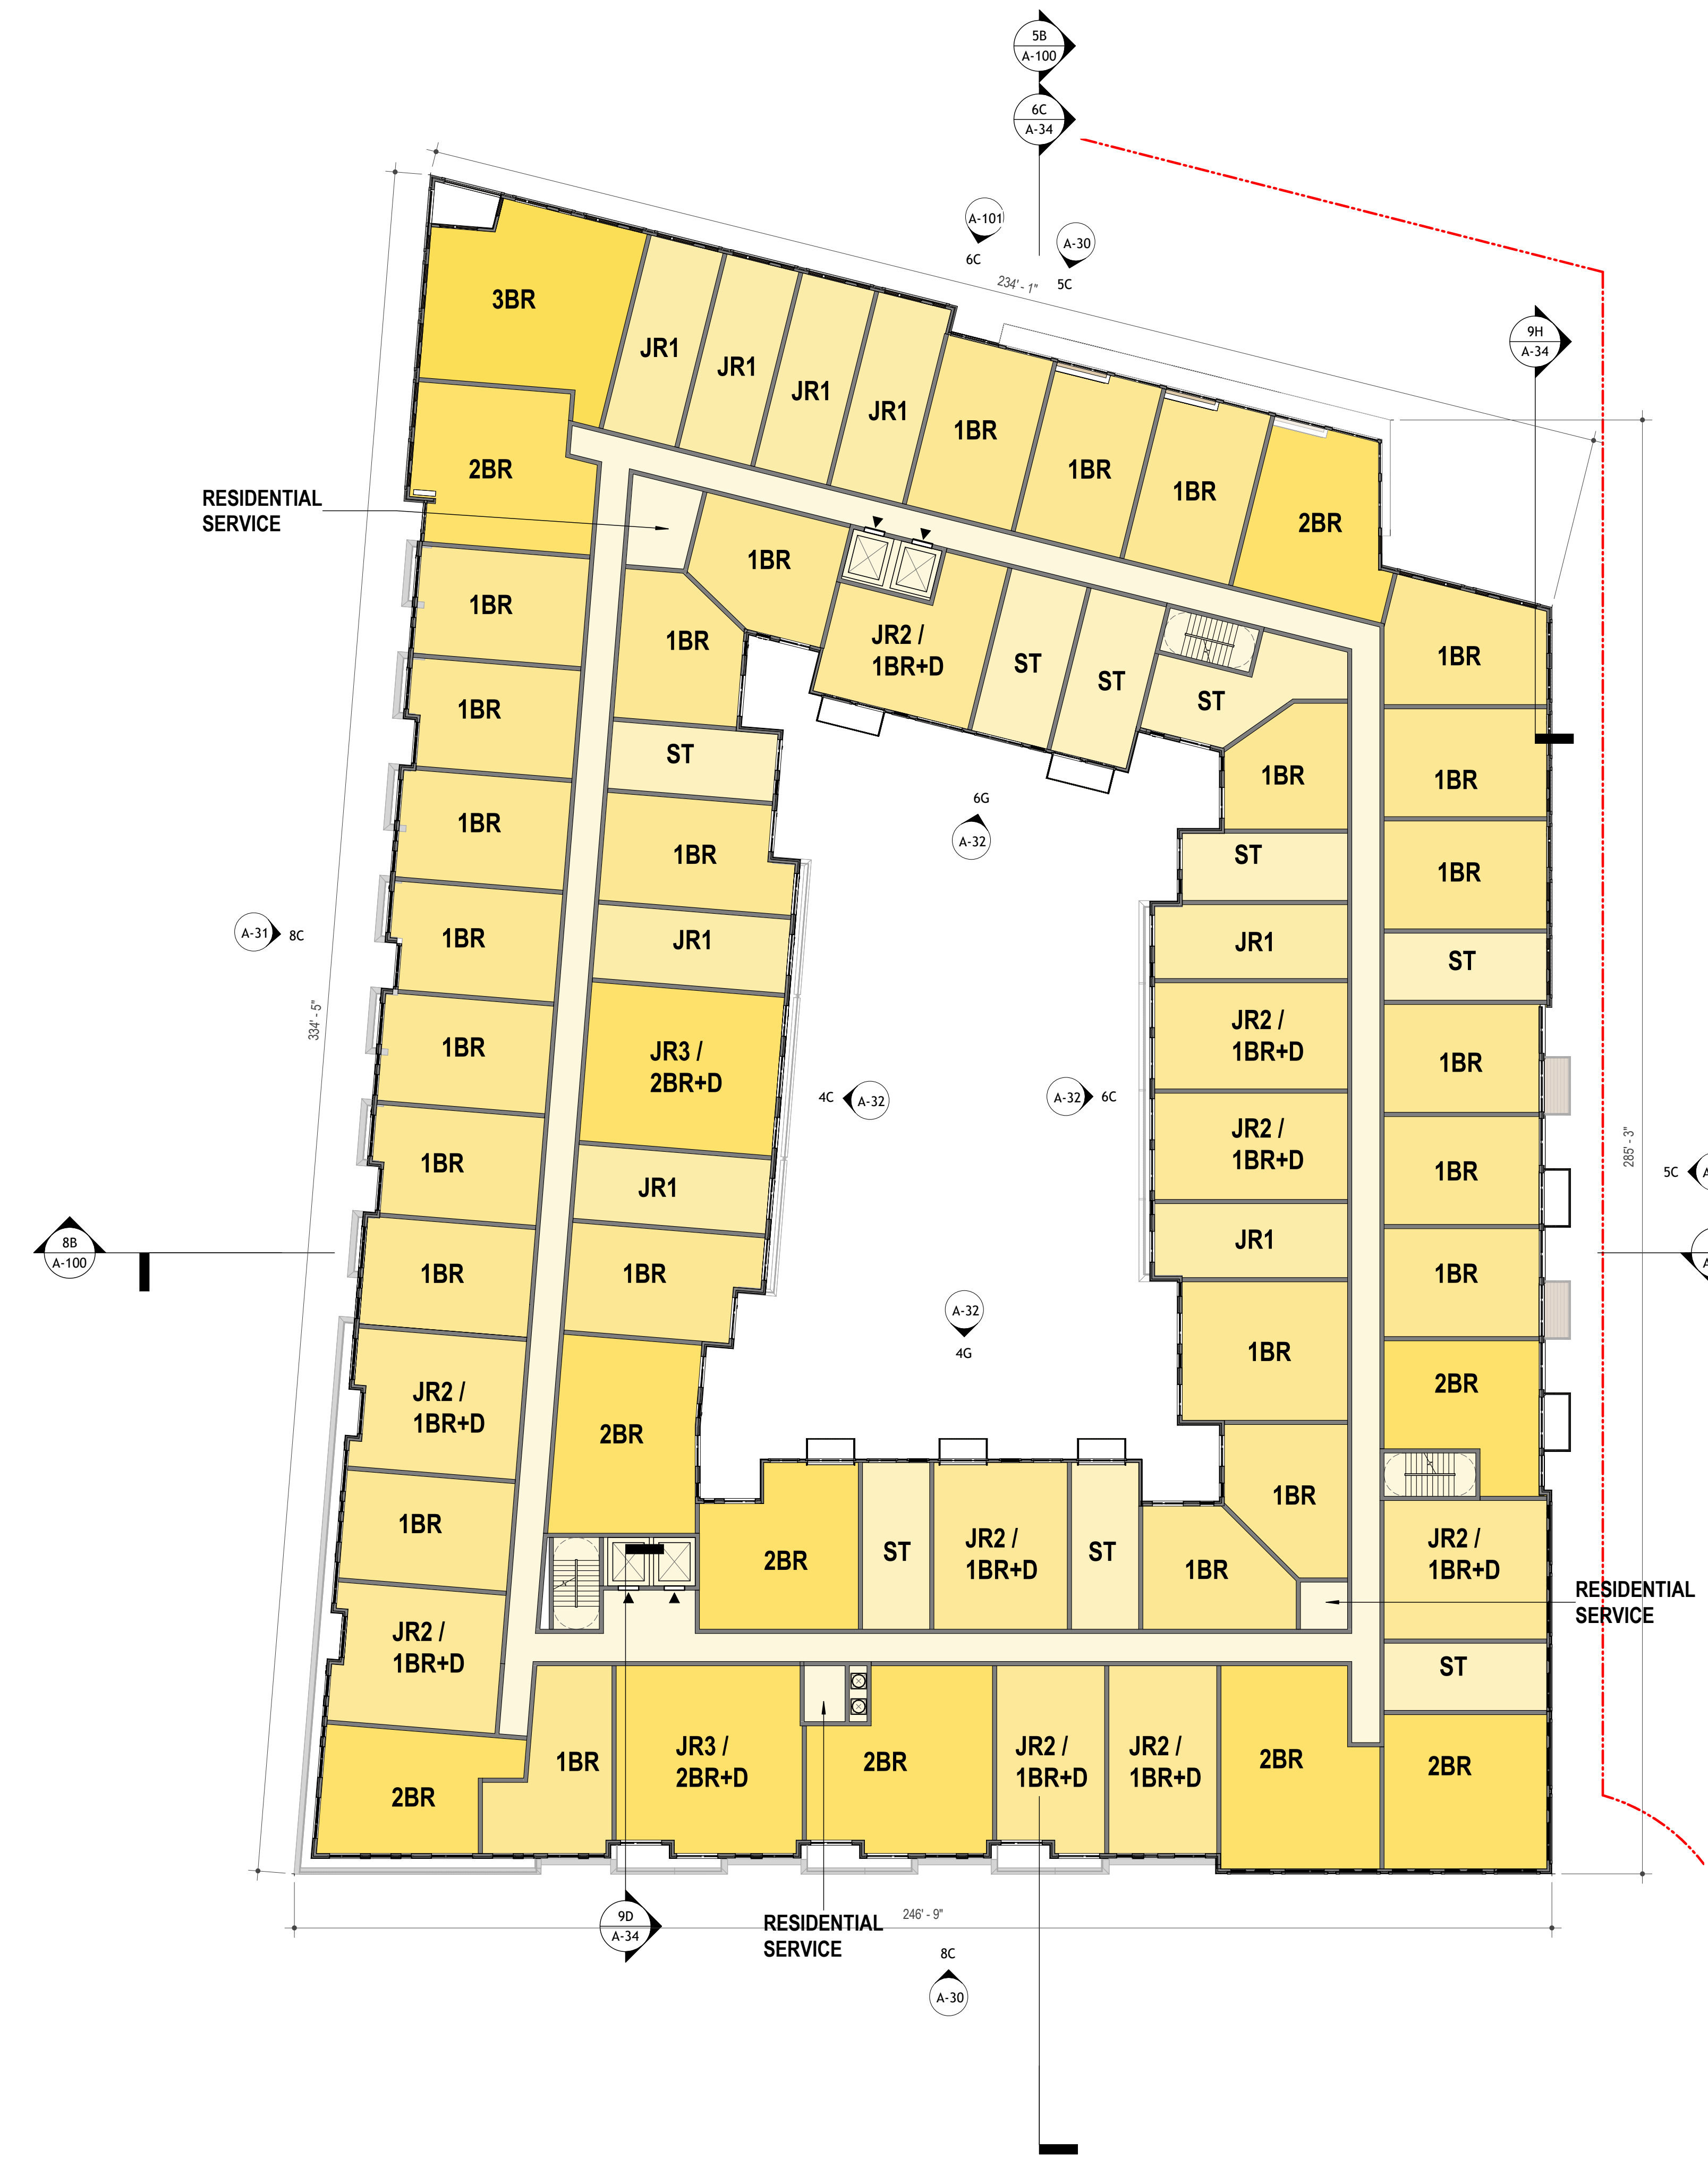 5B
A-100
6C
A-34
A-101
6C
A-30
5C
234' - 1"
9H
A-34
3BR
JR1
JR1
JR1
JR1
1BR
1BR
1BR
2BR
2BR
RESIDENTIAL
SERVICE
1BR
JR2 /
1BR+D
ST
ST
ST
1BR
1BR
1BR
1BR
ST
1BR
1BR
1BR
1BR
1BR
6G
A-32
ST
JR1
1BR
ST
A-31
8C
1BR
JR1
334' - 5"
1BR
JR3 /
2BR+D
4C
A-32
A-32
6C
JR2 /
1BR+D
JR2 /
1BR+D
1BR
1BR
285' - 3"
5C
1BR
JR1
JR1
1BR
8B
A-100
1BR
1BR
A-32
4G
1BR
2BR
JR2 /
1BR+D
2BR
1BR
1BR
2BR
ST
JR2 /
1BR+D
ST
1BR
JR2 /
1BR+D
RESIDENTIAL
SERVICE
JR2 /
1BR+D
ST
2BR
1BR
JR3 /
2BR+D
2BR
JR2 /
1BR+D
JR2 /
1BR+D
2BR
2BR
9D
A-34
RESIDENTIAL
SERVICE
246' - 9"
8C
A-30